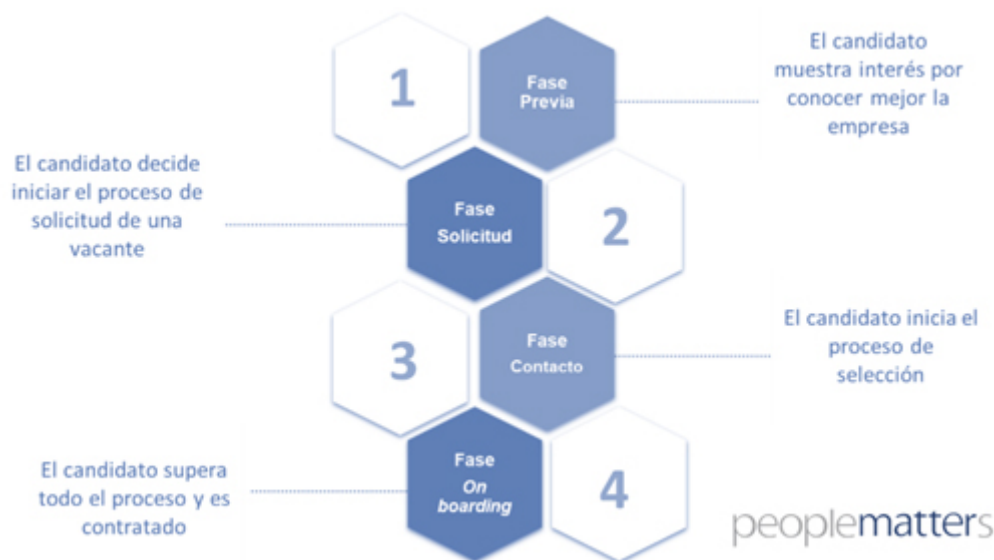 1
Fase
Previa
El candidato
muestra interés por
conocer mejor la
empresa
El candidato decide
iniciar el proceso de
solicitud de una
vacante
Fase
Solicitud
2
3
Fase
Contacto
El candidato inicia el
proceso de
selección
El candidato supera
todo el proceso y es
contratado
Fase
On
boarding
4
peoplematters